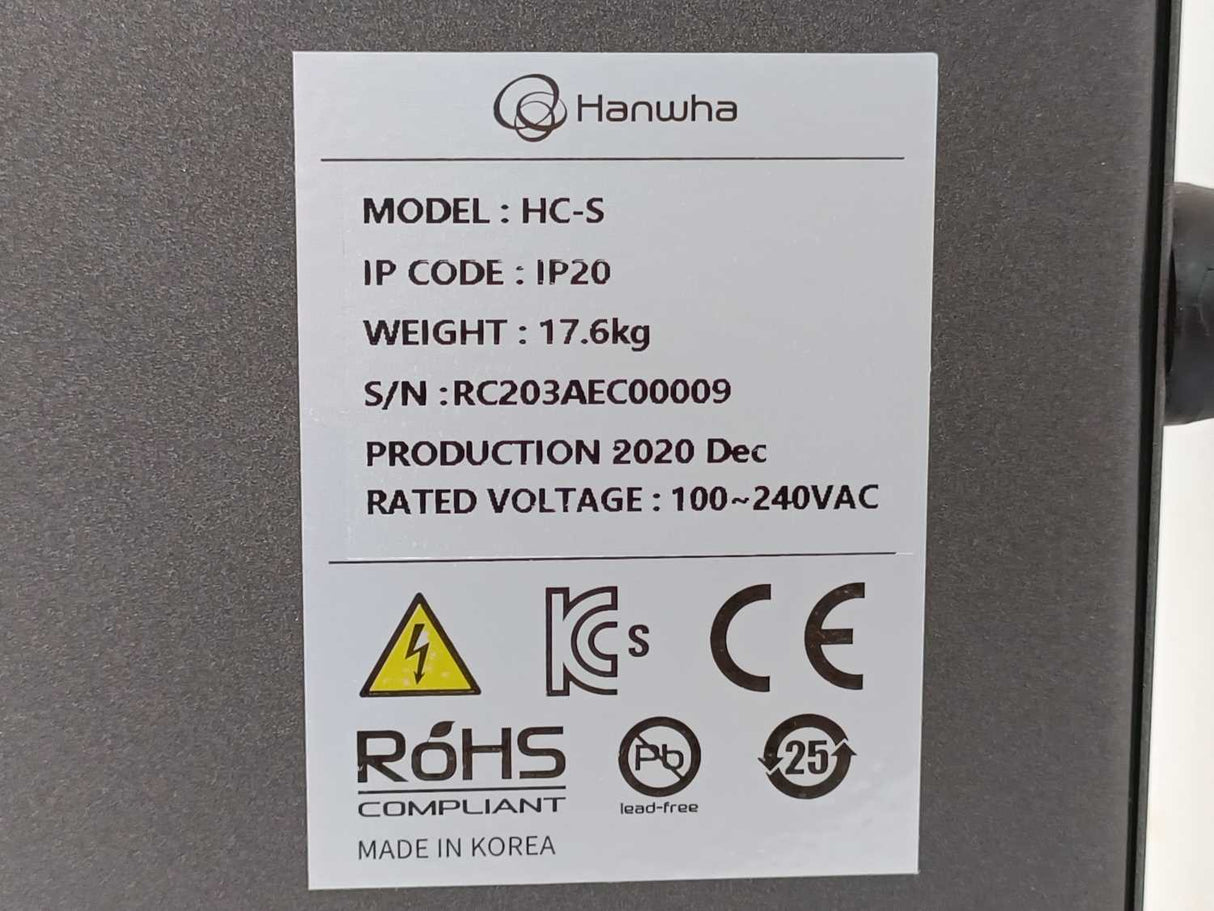 Hanwha
MODEL : HC-S
IP CODE : IP20
WEIGHT : 17.6kg
S/N :RC203AEC00009
PRODUCTION 2020 Dec
RATED VOLTAGE : 100~240VAC
KCs CE
RoHS Pb 25
COMPLIANT lead-free
MADE IN KOREA